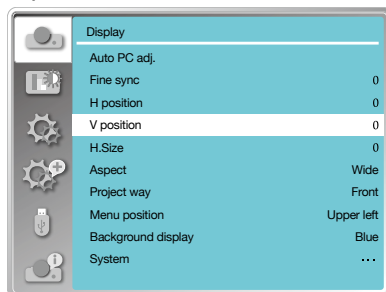 Display
Auto PC adj.
Fine sync 0
H position 0
V position 0
H.Size 0
Aspect Wide
Project way Front
Menu position Upper left
Background display Blue
System ...